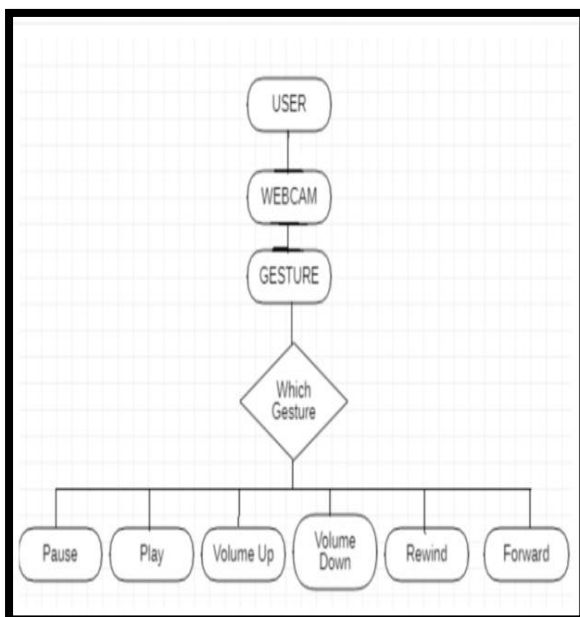 USER
WEBCAM
GESTURE
Which
Gesture
Pause
Play
Volume Up
Volume
Down
Rewind
Forward